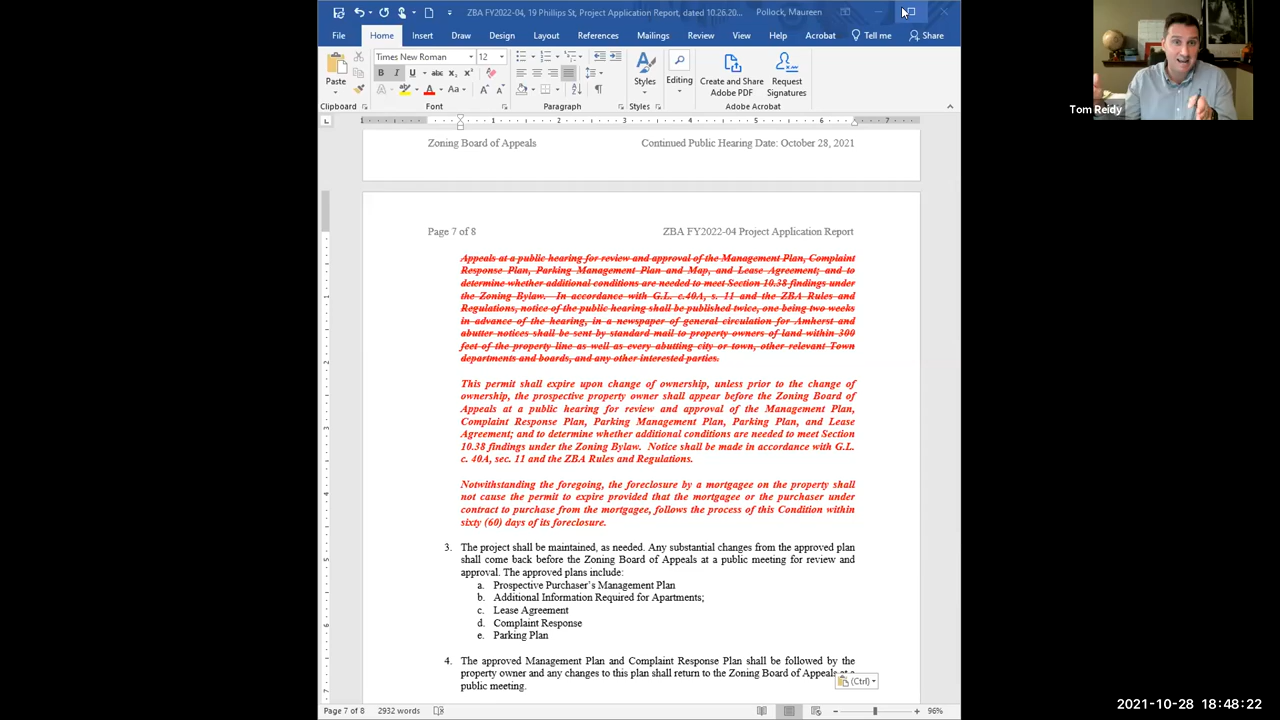 ZBA FY2022-04, 19 Phillips St, Project Application Report, dated 10.26.20...
Pollock, Maureen
File Home Insert Draw Design Layout References Mailings Review View Help Acrobat Tell me Share
Times New Roman 12
Paste
Styles
Editing
Create and Share
Adobe PDF
Request
Signatures
Clipboard Font Paragraph Styles Adobe Acrobat
Tom Reidy
Zoning Board of Appeals Continued Public Hearing Date: October 28, 2021
Page 7 of 8 ZBA FY2022-04 Project Application Report
Appeals at a public hearing for review and approval of the Management Plan, Complaint
Response Plan, Parking Management Plan and Map, and Lease Agreement; and to
determine whether additional conditions are needed to meet Section 10.38 findings under
the Zoning Bylaw. In accordance with G.L. c.40A, s. 11 and the ZBA Rules and
Regulations, notice of the public hearing shall be published twice, one being two weeks
in advance of the hearing, in a newspaper of general circulation for Amherst and
abutter notices shall be sent by standard mail to property owners of land within 300
feet of the property line as well as every abutting city or town, other relevant Town
departments and boards, and any other interested parties.
This permit shall expire upon change of ownership, unless prior to the change of
ownership, the prospective property owner shall appear before the Zoning Board of
Appeals at a public hearing for review and approval of the Management Plan,
Complaint Response Plan, Parking Management Plan, Parking Plan, and Lease
Agreement; and to determine whether additional conditions are needed to meet Section
10.38 findings under the Zoning Bylaw. Notice shall be made in accordance with G.L.
c. 40A, sec. 11 and the ZBA Rules and Regulations.
Notwithstanding the foregoing, the foreclosure by a mortgagee on the property shall
not cause the permit to expire provided that the mortgagee or the purchaser under
contract to purchase from the mortgagee, follows the process of this Condition within
sixty (60) days of its foreclosure.
3. The project shall be maintained, as needed. Any substantial changes from the approved plan
shall come back before the Zoning Board of Appeals at a public meeting for review and
approval. The approved plans include:
a. Prospective Purchaser's Management Plan
b. Additional Information Required for Apartments;
c. Lease Agreement
d. Complaint Response
e. Parking Plan
4. The approved Management Plan and Complaint Response Plan shall be followed by the
property owner and any changes to this plan shall return to the Zoning Board of Appeals at a
public meeting.
(Ctrl)
Page 7 of 8 2932 words 96%
2021-10-28 18:48:22